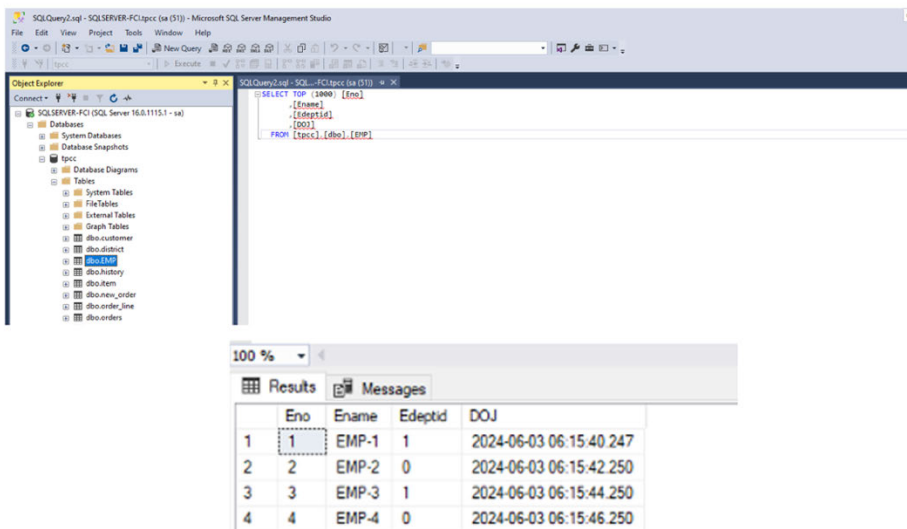 SQLQuery2.sql - SQLSERVER-FCI.tpcc (sa (51)) - Microsoft SQL Server Management Studio
File Edit View Project Tools Window Help
New Query
tpcc Execute
Object Explorer
SQLQuery2.sql - SQL...-FCI.tpcc (sa (51))
Connect
SQLSERVER-FCI (SQL Server 16.0.1115.1 - sa)
Databases
System Databases
Database Snapshots
tpcc
Database Diagrams
Tables
System Tables
FileTables
External Tables
Graph Tables
dbo.customer
dbo.district
dbo.EMP
dbo.history
dbo.item
dbo.new_order
dbo.order_line
dbo.orders
SELECT TOP (1000) [Eno]
,[Ename]
,[Edeptid]
,[DOJ]
FROM [tpcc].[dbo].[EMP]
100 %
Results Messages
Eno Ename Edeptid DOJ
1 1 EMP-1 1 2024-06-03 06:15:40.247
2 2 EMP-2 0 2024-06-03 06:15:42.250
3 3 EMP-3 1 2024-06-03 06:15:44.250
4 4 EMP-4 0 2024-06-03 06:15:46.250